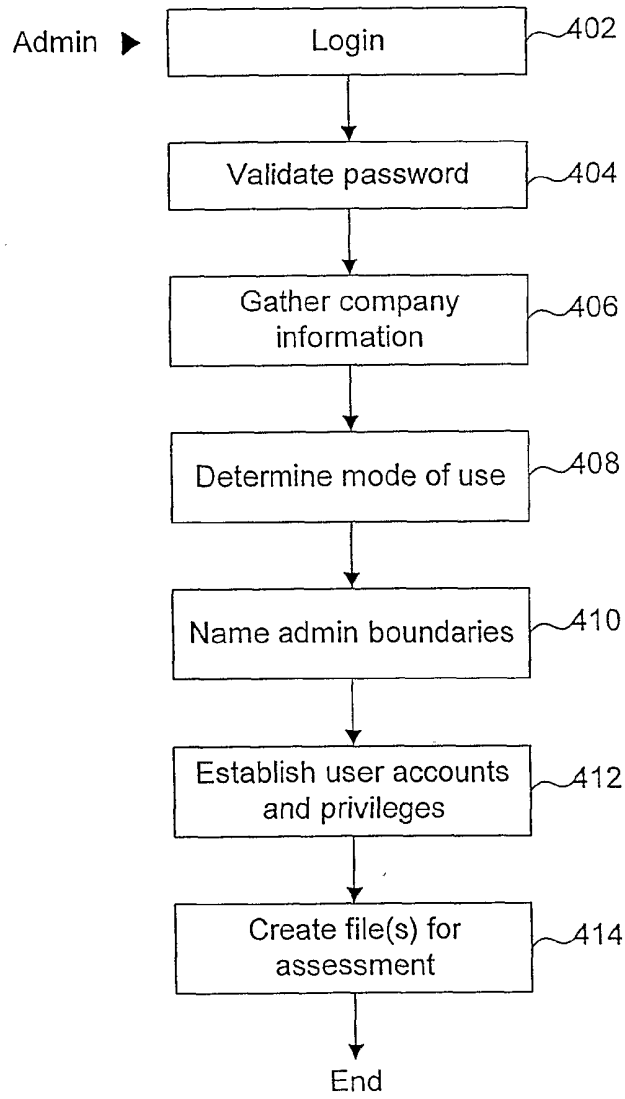 Admin
Login
402
Validate password
404
Gather company
information
406
Determine mode of use
408
Name admin boundaries
410
Establish user accounts
and privileges
412
Create file(s) for
assessment
414
End